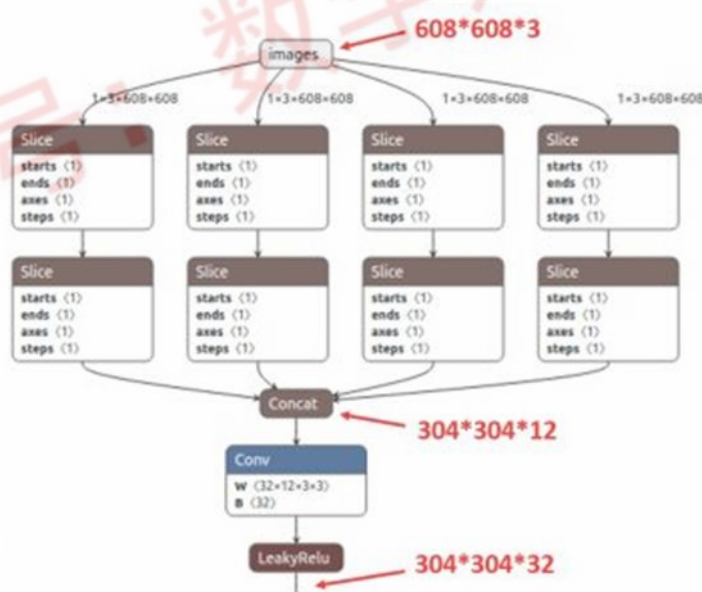 608*608*3
images
1×3×608×608 1×3×608×608 1×3×608×608 1×3×608×608
Slice Slice Slice Slice
starts ⟨1⟩ starts ⟨1⟩ starts ⟨1⟩ starts ⟨1⟩
ends ⟨1⟩ ends ⟨1⟩ ends ⟨1⟩ ends ⟨1⟩
axes ⟨1⟩ axes ⟨1⟩ axes ⟨1⟩ axes ⟨1⟩
steps ⟨1⟩ steps ⟨1⟩ steps ⟨1⟩ steps ⟨1⟩
Slice Slice Slice Slice
starts ⟨1⟩ starts ⟨1⟩ starts ⟨1⟩ starts ⟨1⟩
ends ⟨1⟩ ends ⟨1⟩ ends ⟨1⟩ ends ⟨1⟩
axes ⟨1⟩ axes ⟨1⟩ axes ⟨1⟩ axes ⟨1⟩
steps ⟨1⟩ steps ⟨1⟩ steps ⟨1⟩ steps ⟨1⟩
Concat
304*304*12
Conv
W ⟨32×12×3×3⟩
B ⟨32⟩
LeakyRelu
304*304*32
号:数